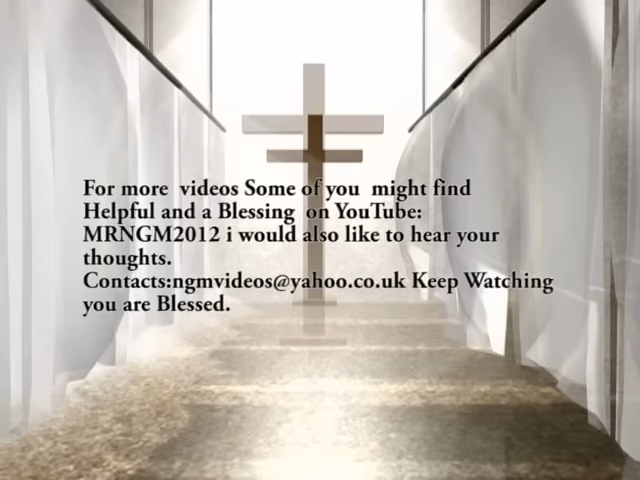 For more videos Some of you might find
Helpful and a Blessing on YouTube:
MRNGM2012 i would also like to hear your
thoughts.
Contacts:ngmvideos@yahoo.co.uk Keep Watching
you are Blessed.